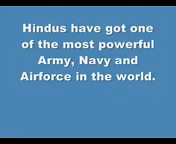 Hindus have got one
of the most powerful
Army, Navy and
Airforce in the world.